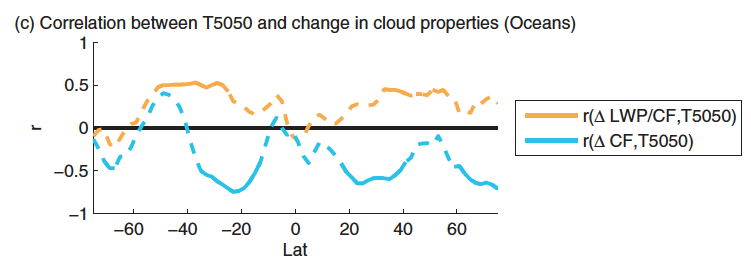 (c) Correlation between T5050 and change in cloud properties (Oceans)
1
0.5
0
−0.5
−1
r
−60 −40 −20 0 20 40 60
Lat
r(Δ LWP/CF,T5050)
r(Δ CF,T5050)